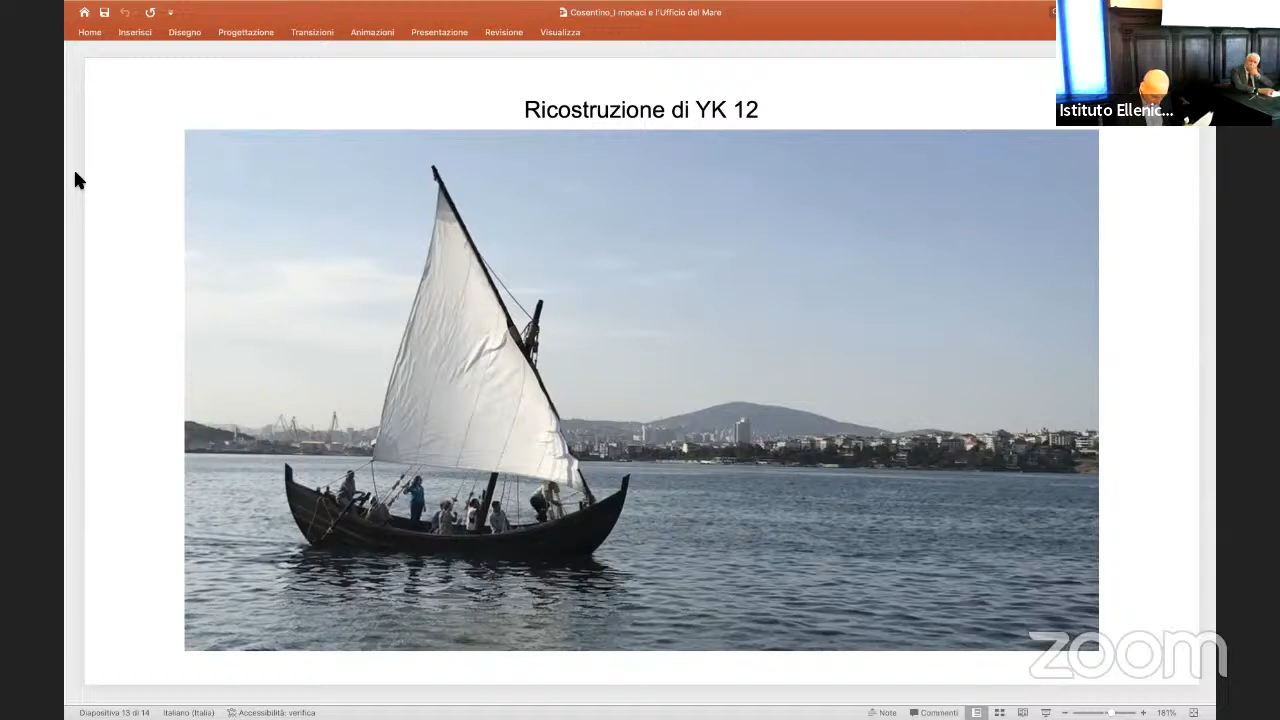 Cosentino_I monaci e l'Ufficio del Mare
Home Inserisci Disegno Progettazione Transizioni Animazioni Presentazione Revisione Visualizza
Istituto Ellenic...
Ricostruzione di YK 12
zoom
Diapositiva 13 di 14 Italiano (Italia) Accessibilità: verifica Note Commenti 181%